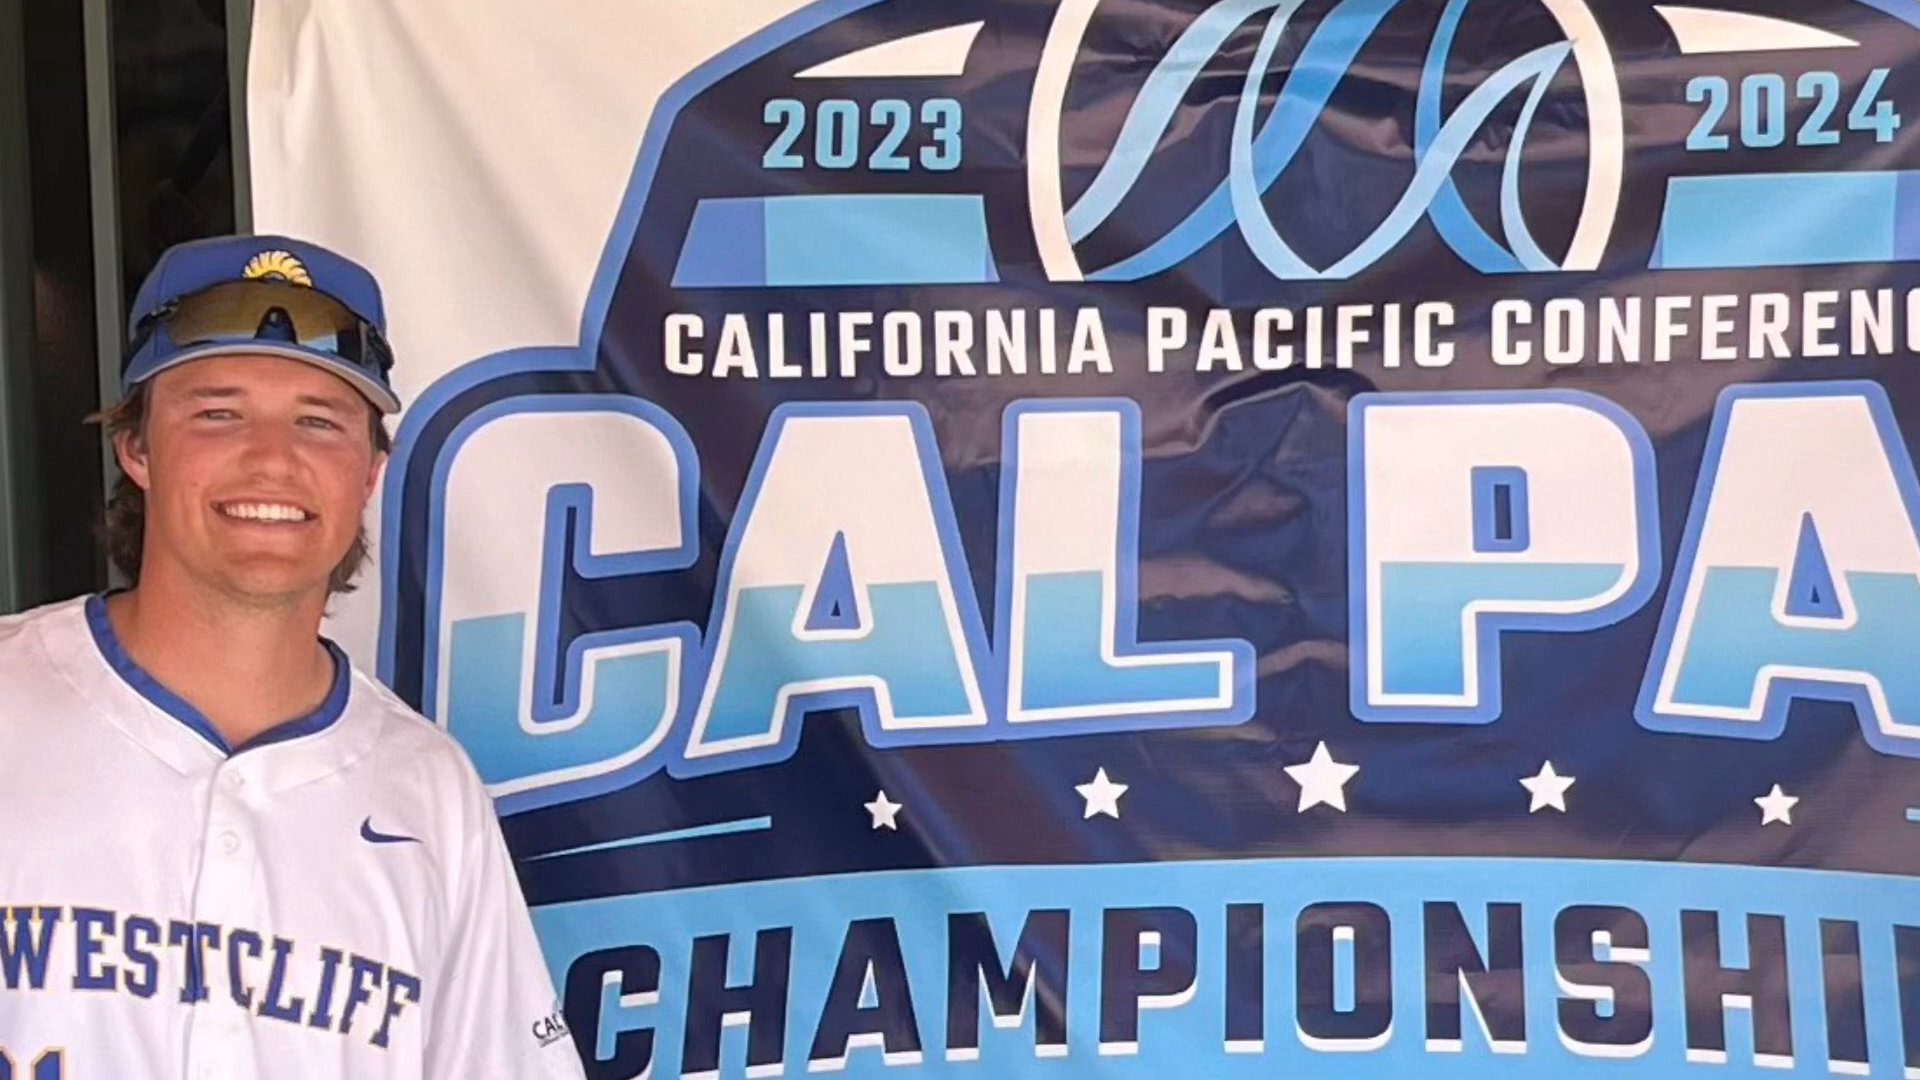 2023 2024
CALIFORNIA PACIFIC CONFERENC
CAL PA
CHAMPIONSHI
WESTCLIFF